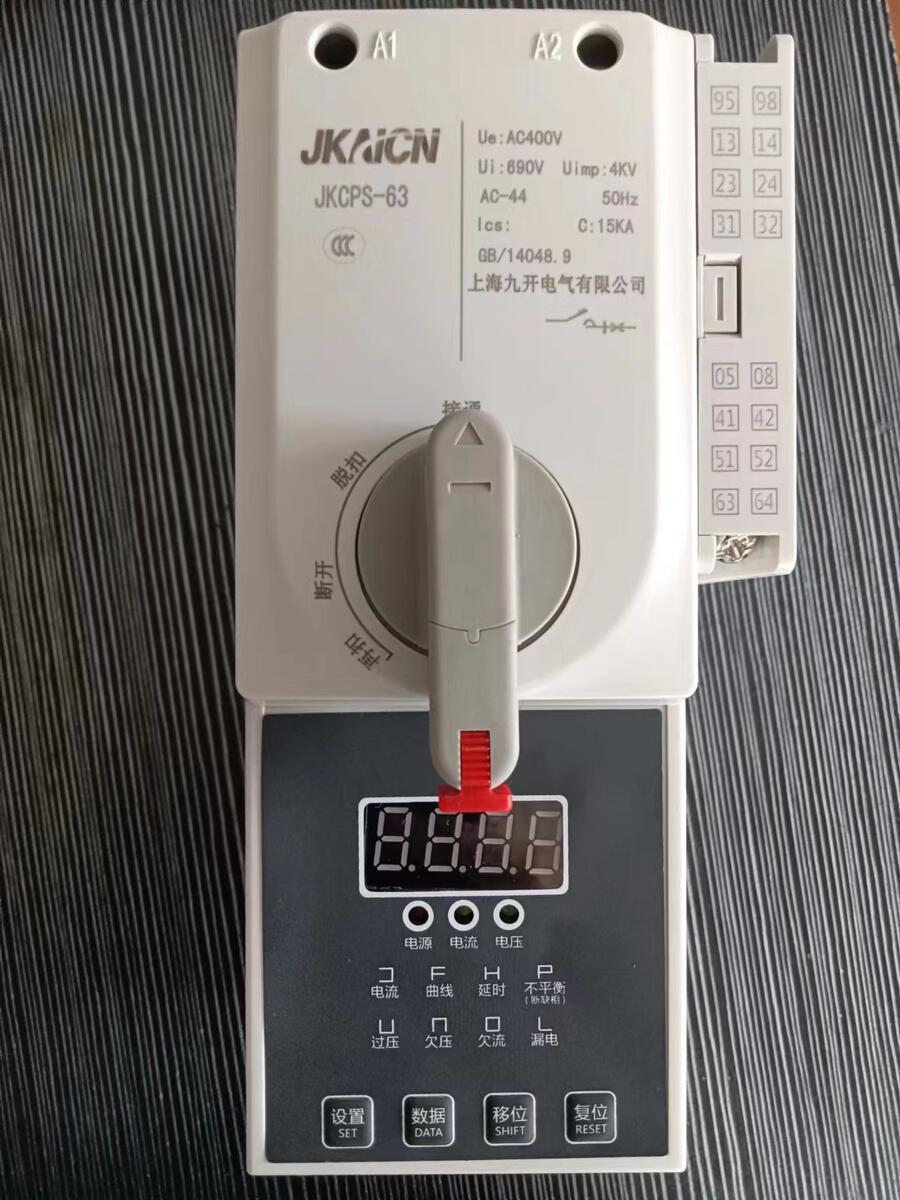 A1
A2
JKAICN
JKCPS-63
Ue:AC400V
Ui:690V Uimp:4KV
AC-44 50Hz
Ics: C:15KA
GB/14048.9
上海九开电气有限公司
95 98
13 14
23 24
31 32
05 08
41 42
51 52
63 64
接通
脱扣
断开
再扣
电源 电流 电压
コ F H P
电流 曲线 延时 不平衡
(断缺相)
⊔ ⊓ 口 L
过压 欠压 欠流 漏电
设置 数据 移位 复位
SET DATA SHIFT RESET